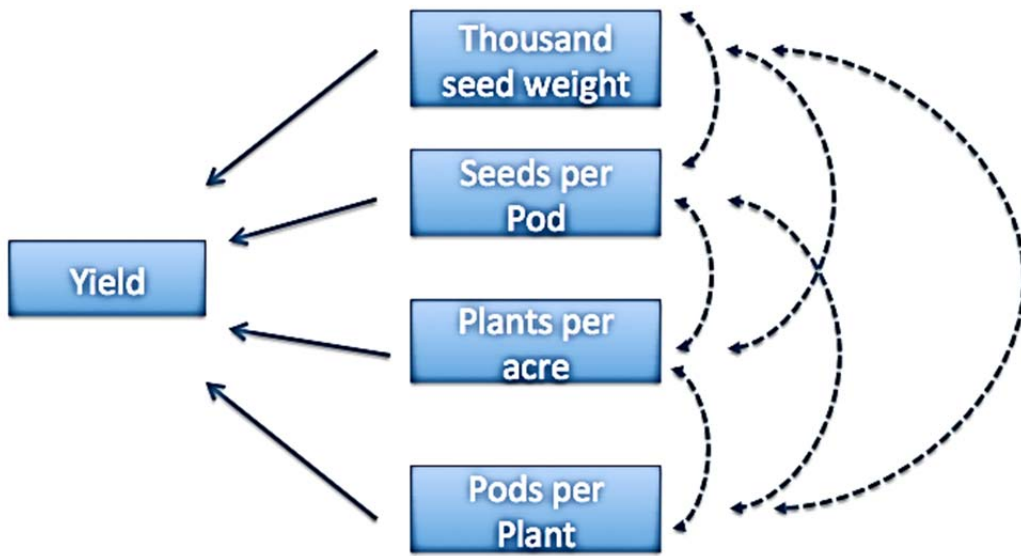 Thousand
seed weight
Seeds per
Pod
Yield
Plants per
acre
Pods per
Plant